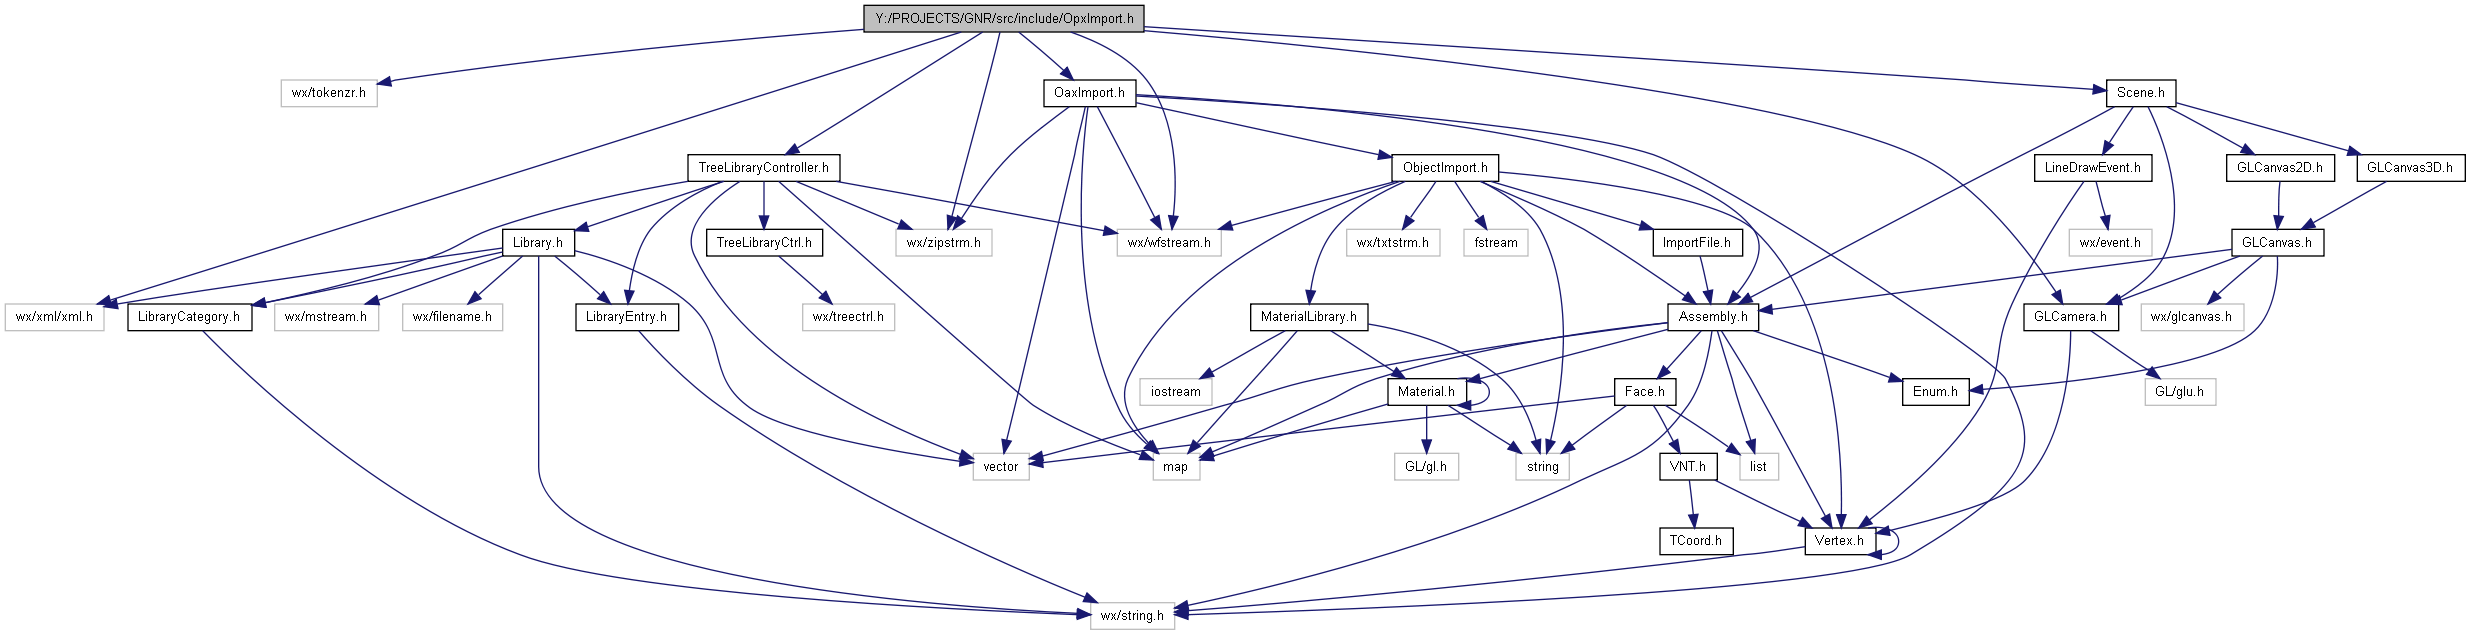 Y:/PROJECTS/GNR/src/include/OpxImport.h
wx/tokenzr.h
OaxImport.h
Scene.h
TreeLibraryController.h
ObjectImport.h
LineDrawEvent.h
GLCanvas2D.h
GLCanvas3D.h
Library.h
TreeLibraryCtrl.h
wx/zipstrm.h
wx/wfstream.h
wx/txtstrm.h
fstream
ImportFile.h
wx/event.h
GLCanvas.h
wx/xml/xml.h
LibraryCategory.h
wx/mstream.h
wx/filename.h
LibraryEntry.h
wx/treectrl.h
MaterialLibrary.h
Assembly.h
GLCamera.h
wx/glcanvas.h
iostream
Material.h
Face.h
Enum.h
GL/glu.h
vector
map
GL/gl.h
string
VNT.h
list
TCoord.h
Vertex.h
wx/string.h